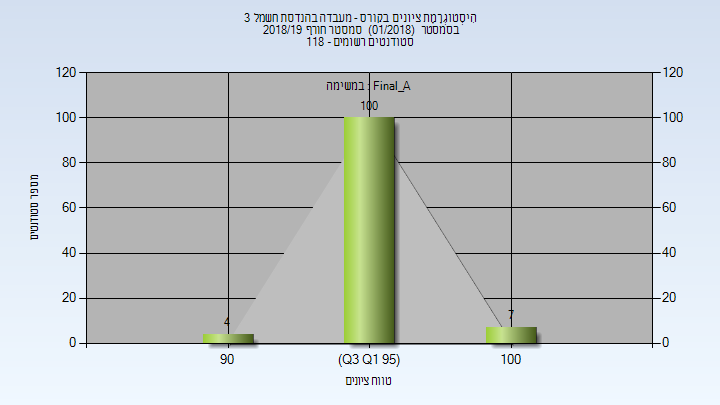 היסטוגרמת ציונים בקורס - מעבדה בהנדסת חשמל 3
בסמסטר (01/2018) סמסטר חורף 2018/19
סטודנטים רשומים - 118
במשימה : Final_A
120 120
100 100 100
80 80
60 60
40 40
20 20
0 4 7 0
90 (Q3 Q1 95) 100
טווח ציונים
מספר סטודנטים